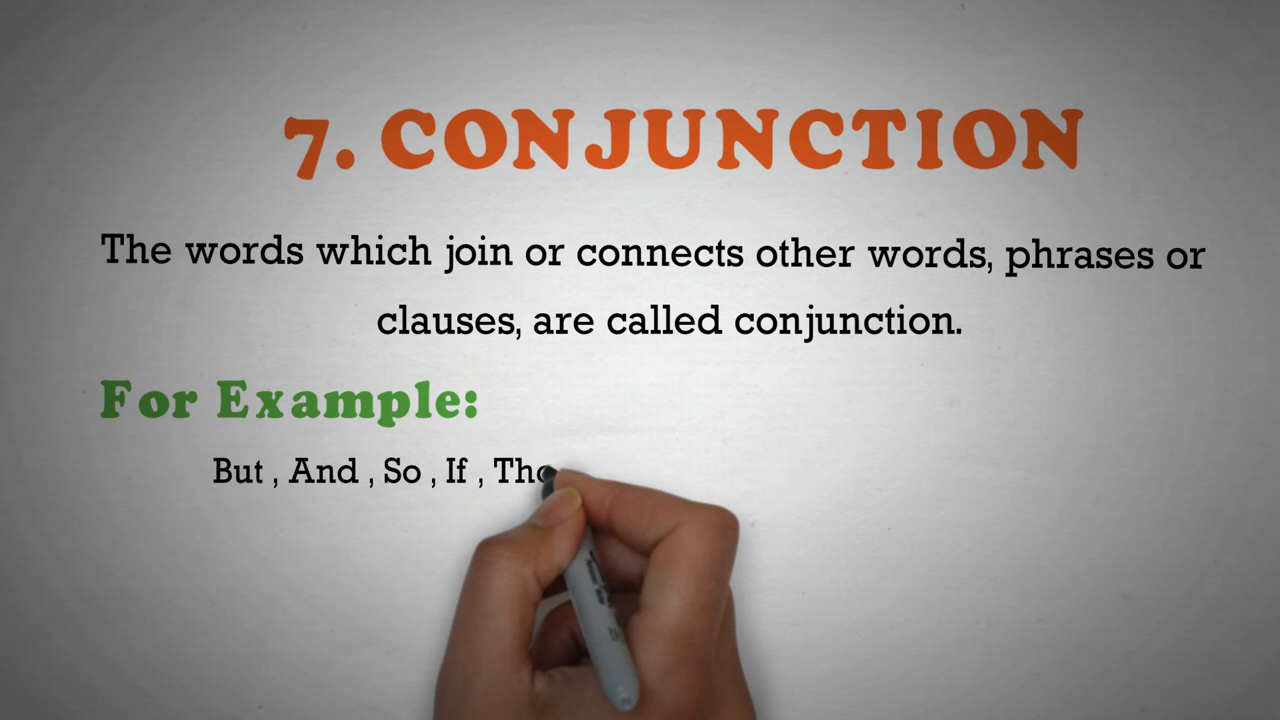 7. CONJUNCTION
The words which join or connects other words, phrases or
clauses, are called conjunction.
For Example:
But , And , So , If ,